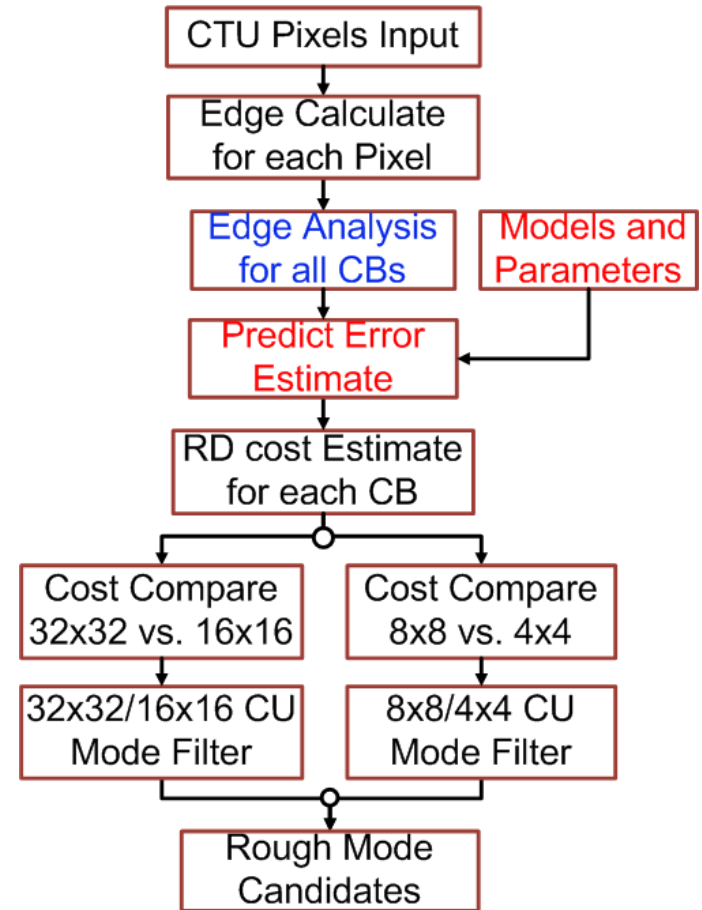 CTU Pixels Input
Edge Calculate
for each Pixel
Edge Analysis
for all CBs
Models and
Parameters
Predict Error
Estimate
RD cost Estimate
for each CB
Cost Compare
32x32 vs. 16x16
Cost Compare
8x8 vs. 4x4
32x32/16x16 CU
Mode Filter
8x8/4x4 CU
Mode Filter
Rough Mode
Candidates